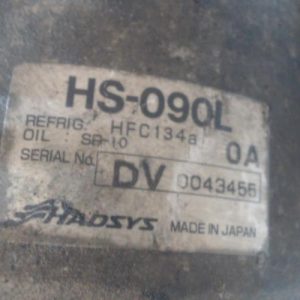 HS-090L
REFRIG. HFC134a
OIL : SP-10 0A
SERIAL No. DV 0043456
HADSYS MADE IN JAPAN